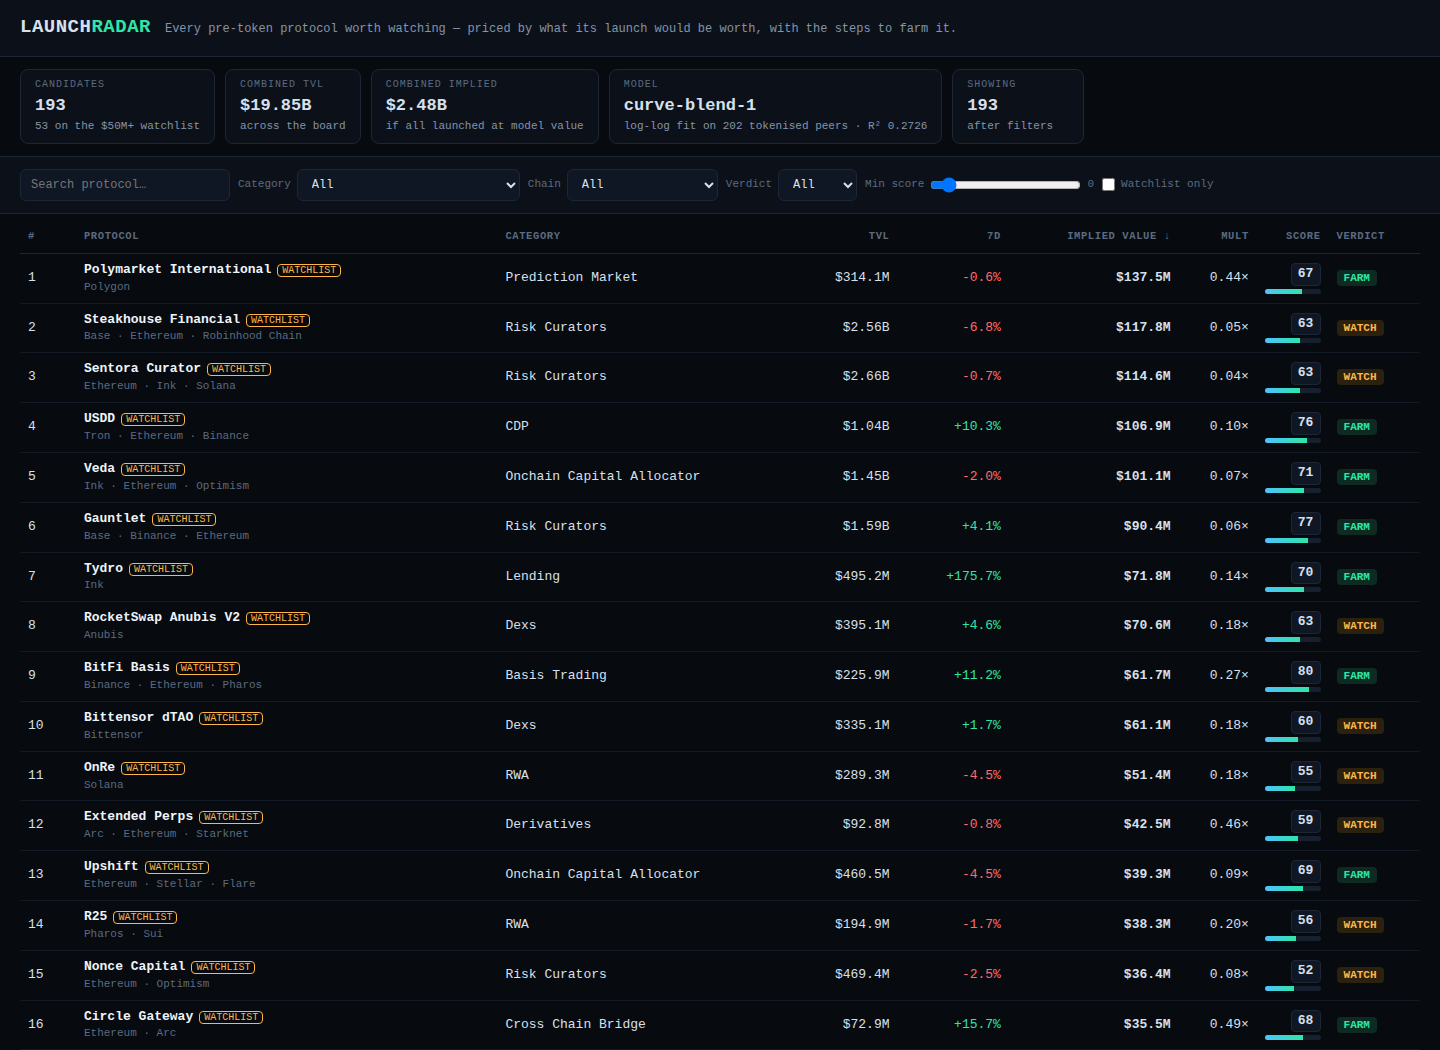 LAUNCHRADAR Every pre-token protocol worth watching — priced by what its launch would be worth, with the steps to farm it.
CANDIDATES
193
53 on the $50M+ watchlist
COMBINED TVL
$19.85B
across the board
COMBINED IMPLIED
$2.48B
if all launched at model value
MODEL
curve-blend-1
log-log fit on 202 tokenised peers · R² 0.2726
SHOWING
193
after filters
Search protocol… Category All Chain All Verdict All Min score 0 Watchlist only
# PROTOCOL CATEGORY TVL 7D IMPLIED VALUE ↓ MULT SCORE VERDICT
1 Polymarket International WATCHLIST Prediction Market $314.1M -0.6% $137.5M 0.44× 67 FARM
Polygon
2 Steakhouse Financial WATCHLIST Risk Curators $2.56B -6.8% $117.8M 0.05× 63 WATCH
Base · Ethereum · Robinhood Chain
3 Sentora Curator WATCHLIST Risk Curators $2.66B -0.7% $114.6M 0.04× 63 WATCH
Ethereum · Ink · Solana
4 USDD WATCHLIST CDP $1.04B +10.3% $106.9M 0.10× 76 FARM
Tron · Ethereum · Binance
5 Veda WATCHLIST Onchain Capital Allocator $1.45B -2.0% $101.1M 0.07× 71 FARM
Ink · Ethereum · Optimism
6 Gauntlet WATCHLIST Risk Curators $1.59B +4.1% $90.4M 0.06× 77 FARM
Base · Binance · Ethereum
7 Tydro WATCHLIST Lending $495.2M +175.7% $71.8M 0.14× 70 FARM
Ink
8 RocketSwap Anubis V2 WATCHLIST Dexs $395.1M +4.6% $70.6M 0.18× 63 WATCH
Anubis
9 BitFi Basis WATCHLIST Basis Trading $225.9M +11.2% $61.7M 0.27× 80 FARM
Binance · Ethereum · Pharos
10 Bittensor dTAO WATCHLIST Dexs $335.1M +1.7% $61.1M 0.18× 60 WATCH
Bittensor
11 OnRe WATCHLIST RWA $289.3M -4.5% $51.4M 0.18× 55 WATCH
Solana
12 Extended Perps WATCHLIST Derivatives $92.8M -0.8% $42.5M 0.46× 59 WATCH
Arc · Ethereum · Starknet
13 Upshift WATCHLIST Onchain Capital Allocator $460.5M -4.5% $39.3M 0.09× 69 FARM
Ethereum · Stellar · Flare
14 R25 WATCHLIST RWA $194.9M -1.7% $38.3M 0.20× 56 WATCH
Pharos · Sui
15 Nonce Capital WATCHLIST Risk Curators $469.4M -2.5% $36.4M 0.08× 52 WATCH
Ethereum · Optimism
16 Circle Gateway WATCHLIST Cross Chain Bridge $72.9M +15.7% $35.5M 0.49× 68 FARM
Ethereum · Arc